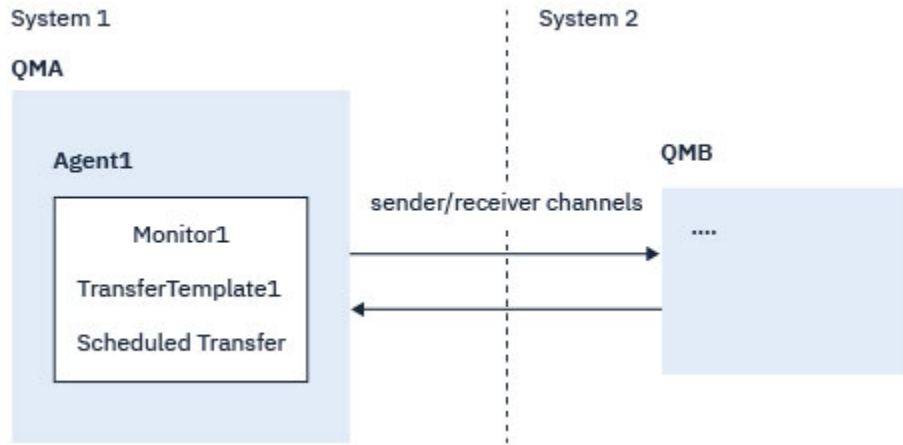 System 1
System 2
QMA
Agent1
QMB
sender/receiver channels
Monitor1
....
TransferTemplate1
Scheduled Transfer